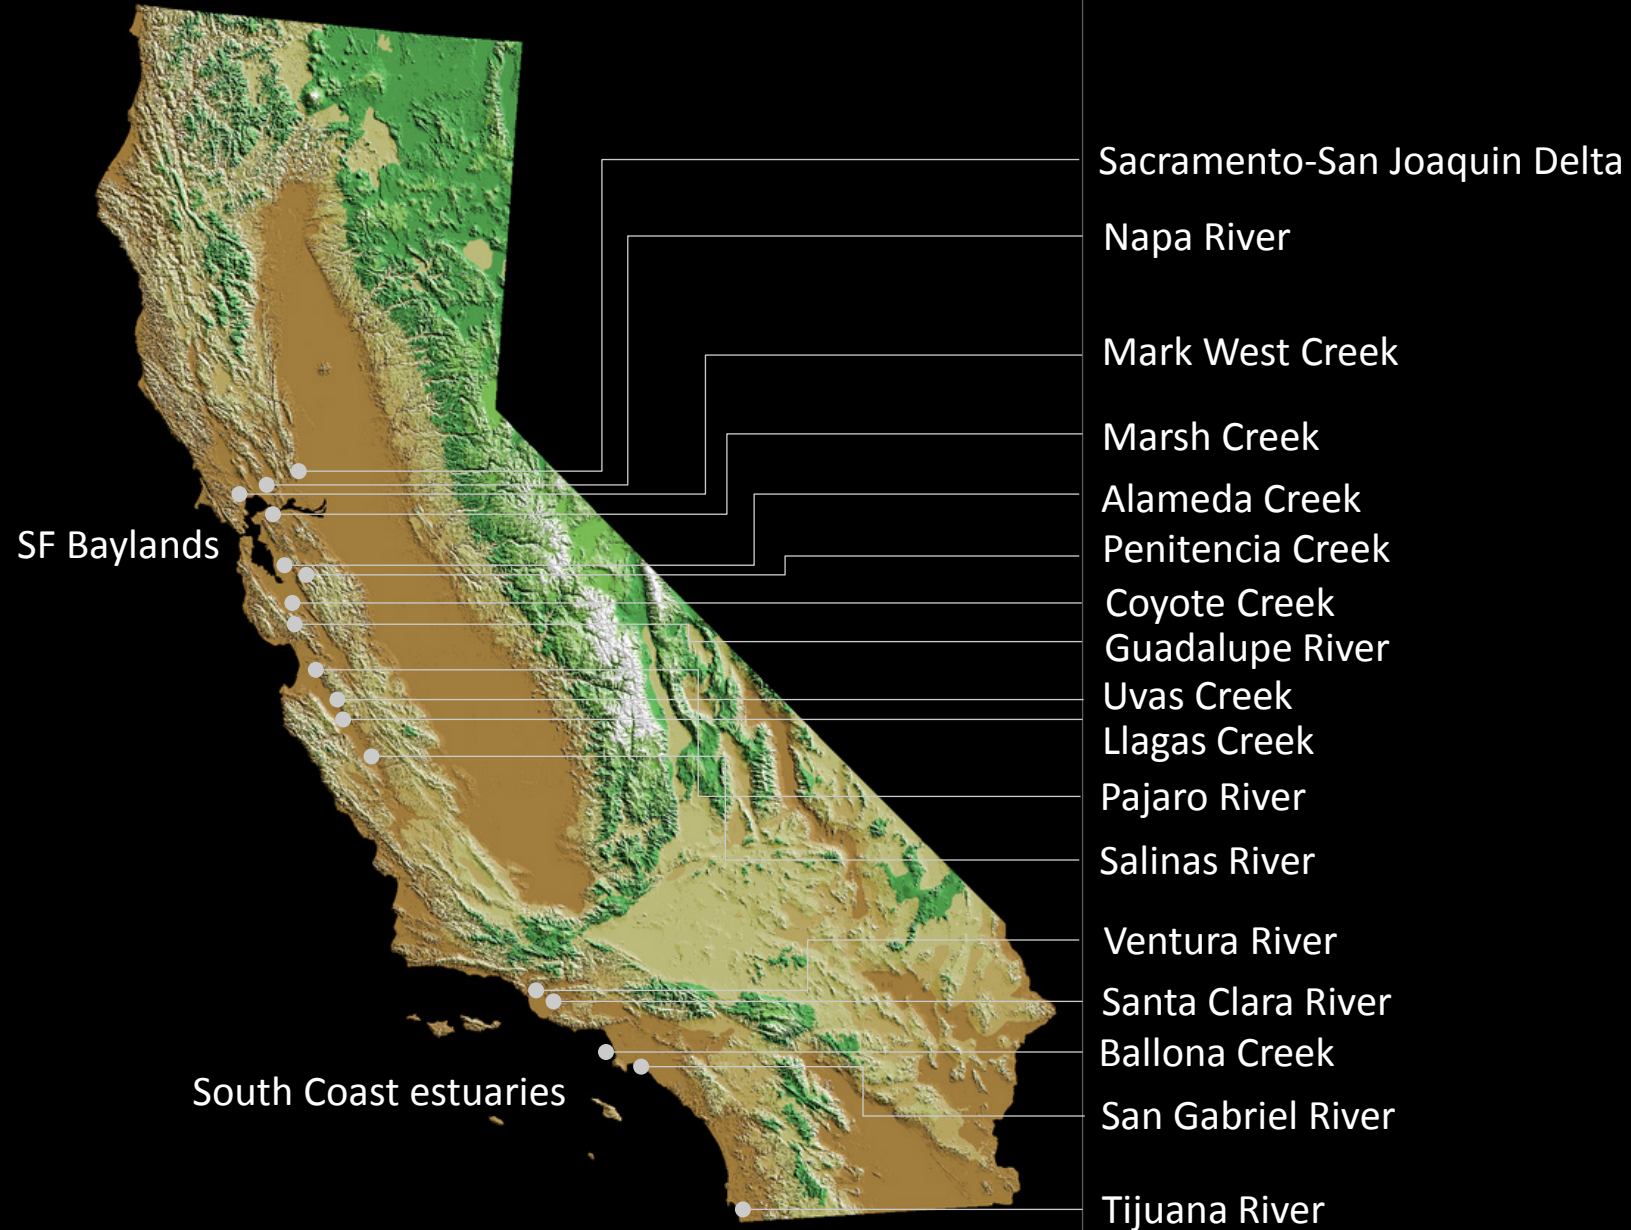 Sacramento-San Joaquin Delta
Napa River
Mark West Creek
Marsh Creek
Alameda Creek
SF Baylands
Penitencia Creek
Coyote Creek
Guadalupe River
Uvas Creek
Llagas Creek
Pajaro River
Salinas River
Ventura River
Santa Clara River
Ballona Creek
South Coast estuaries
San Gabriel River
Tijuana River